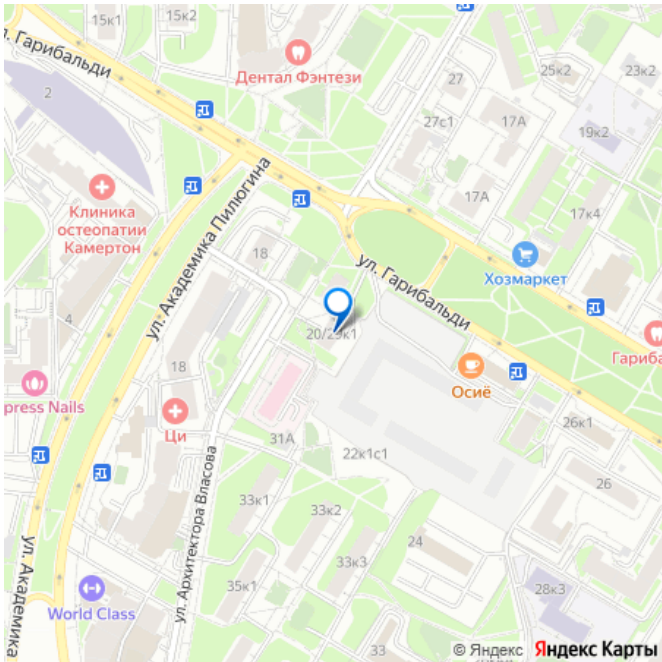 15к1
15к2
ул. Гарибальди
Дентал Фэнтези
27
25к2
23к2
2
27с1
17А
19к2
ул. Академика Пилюгина
Клиника
остеопатии
Камертон
17А
17к4
18
ул. Гарибальди
Хозмаркет
4
20/29к1
18
Осиё
Гариба
press Nails
Ци
31А
26к1
22к1с1
ул. Архитектора Власова
33к1
33к2
26
ул. Академика
33к3
24
35к1
28к3
World Class
33
© Яндекс
Яндекс Карты